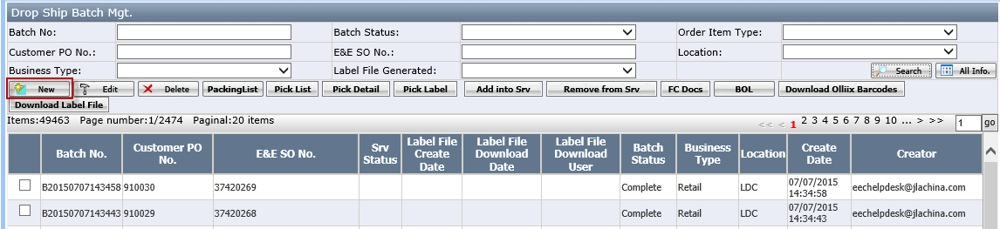 Drop Ship Batch Mgt.
Batch No: Batch Status: Order Item Type:
Customer PO No.: E&E SO No.: Location:
Business Type: Label File Generated: Search All Info.
New Edit Delete PackingList Pick List Pick Detail Pick Label Add into Srv Remove from Srv FC Docs BOL Download Olliix Barcodes
Download Label File
Items:49463 Page number:1/2474 Paginal:20 items << < 1 2 3 4 5 6 7 8 9 10 ... > >> 1 go
Batch No. Customer PO No. E&E SO No. Srv Status Label File Create Date Label File Download Date Label File Download User Batch Status Business Type Location Create Date Creator
B20150707143458 910030 37420269 Complete Retail LDC 07/07/2015 14:34:58 eechelpdesk@jlachina.com
B20150707143443 910029 37420268 Complete Retail LDC 07/07/2015 14:34:43 eechelpdesk@jlachina.com